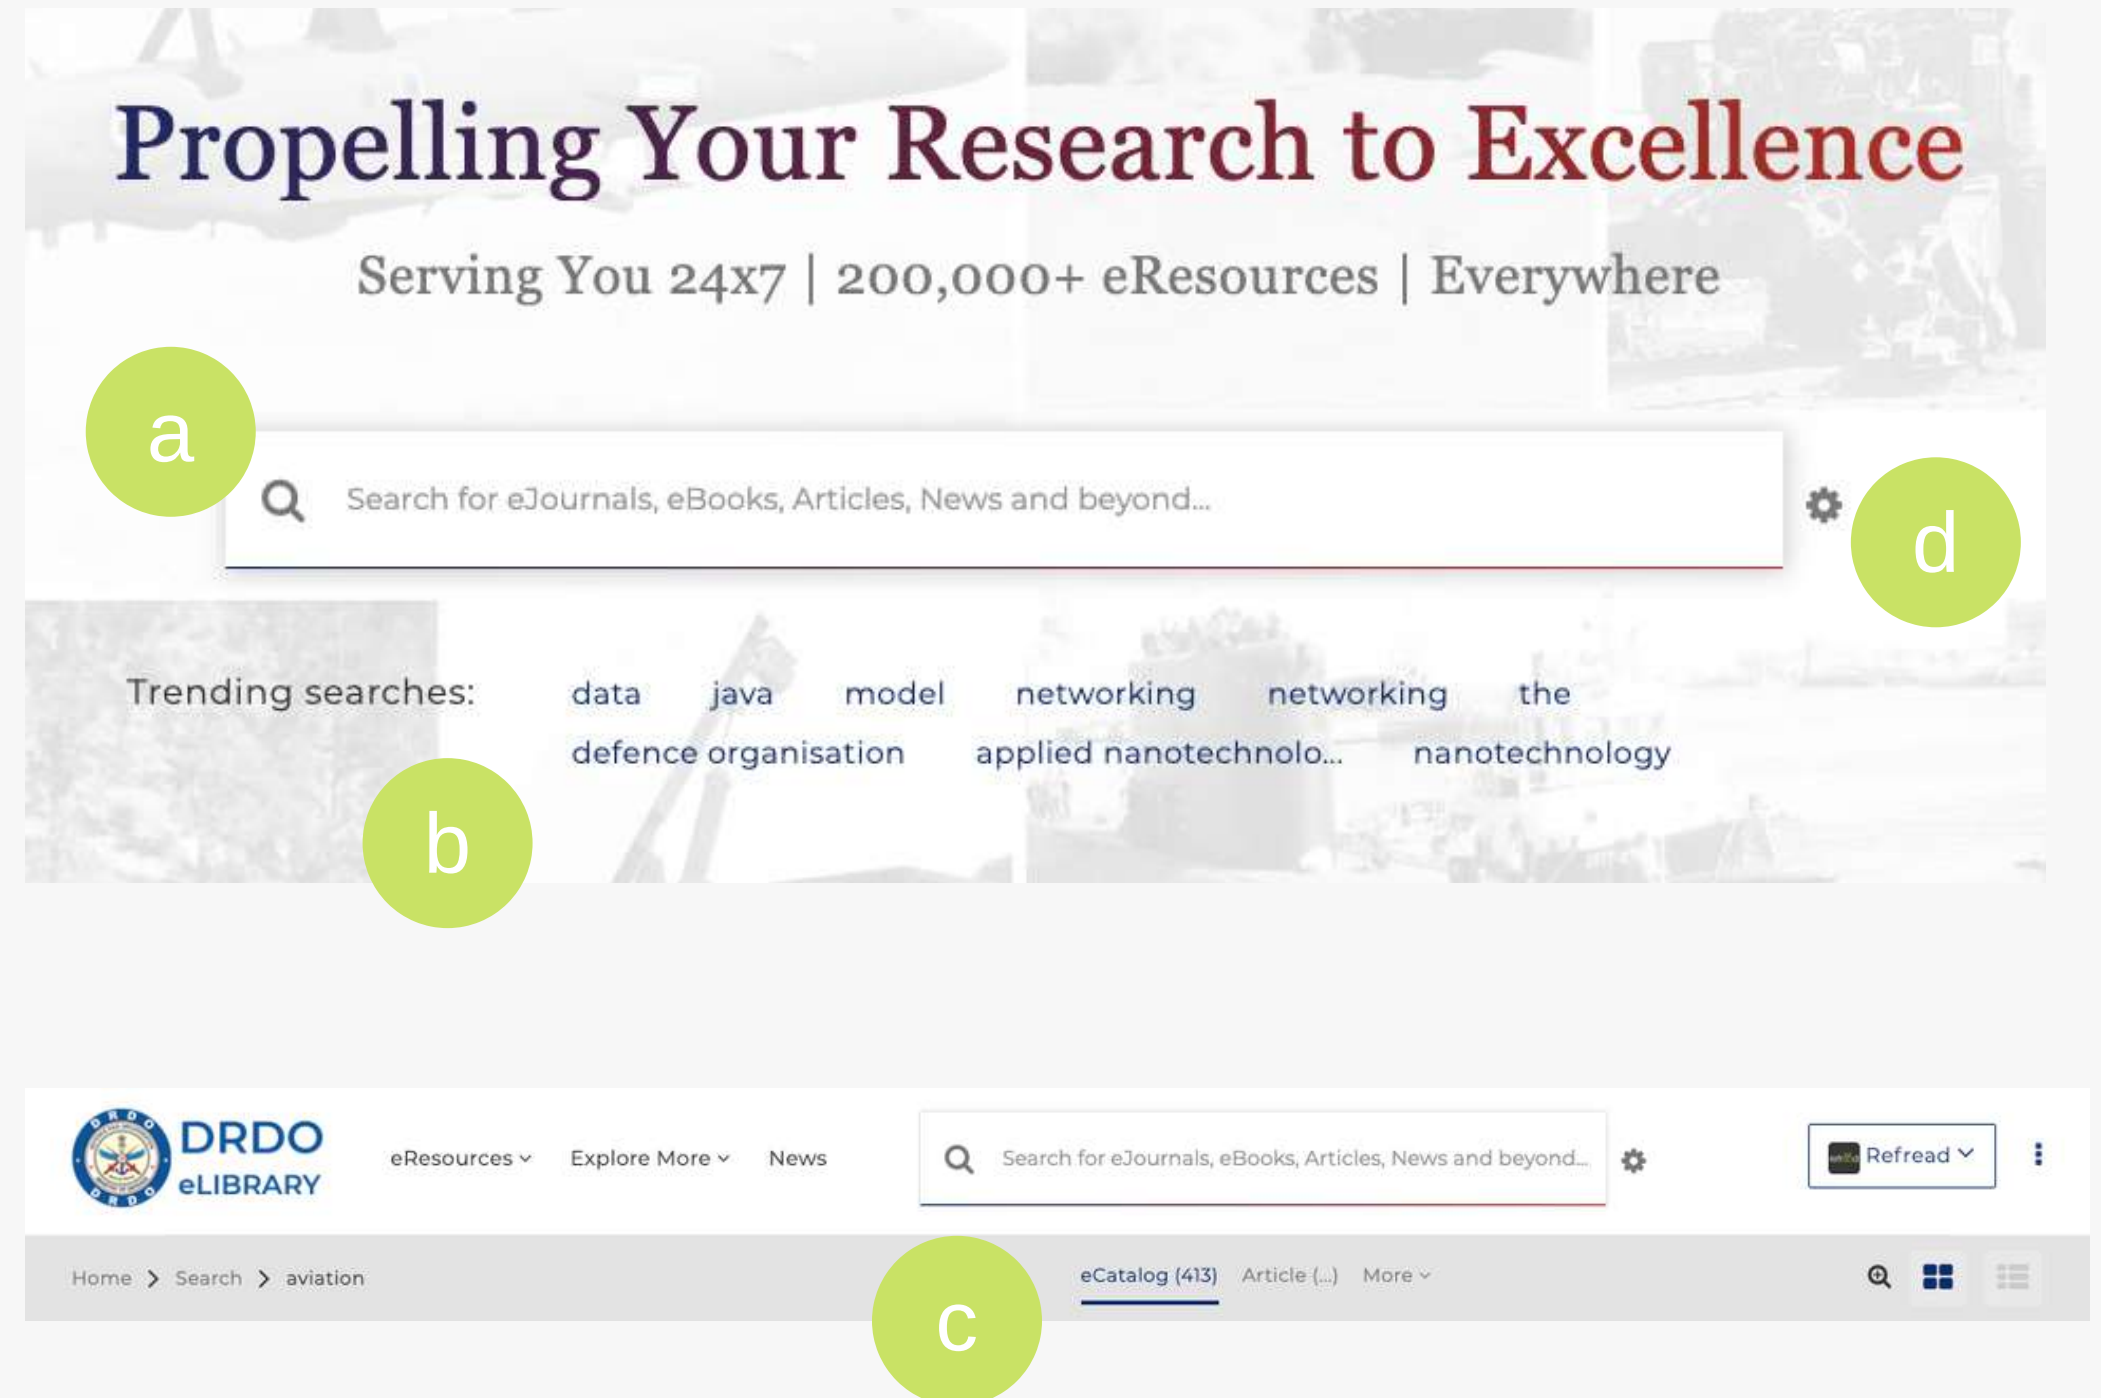 Propelling Your Research to Excellence
Serving You 24x7 | 200,000+ eResources | Everywhere
a
Search for eJournals, eBooks, Articles, News and beyond...
d
Trending searches: data java model networking networking the
defence organisation applied nanotechnolo... nanotechnology
b
DRDO
eLIBRARY
eResources Explore More News
Search for eJournals, eBooks, Articles, News and beyond...
Refread
Home > Search > aviation
eCatalog (413) Article (...) More
c